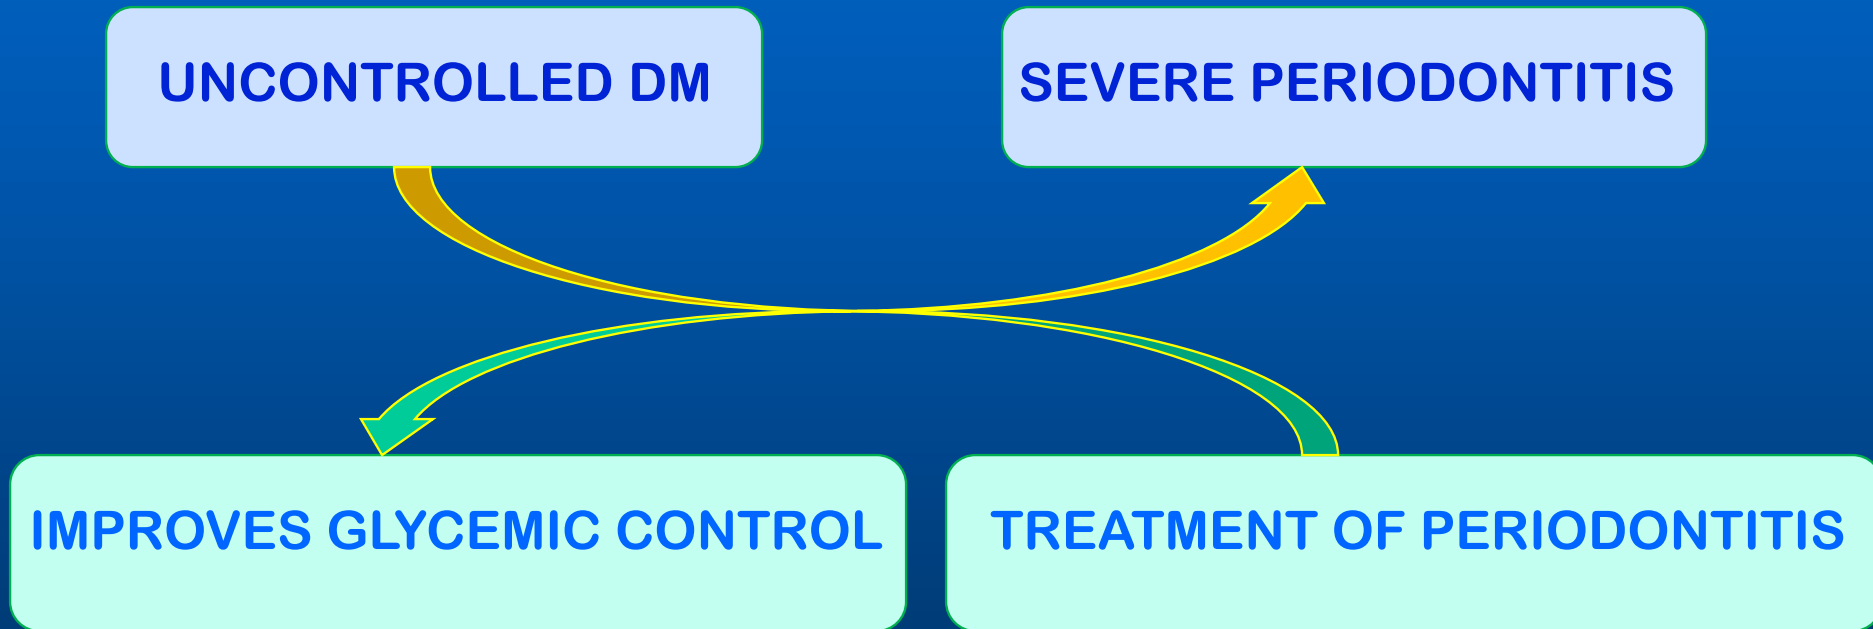 UNCONTROLLED DM
SEVERE PERIODONTITIS
IMPROVES GLYCEMIC CONTROL
TREATMENT OF PERIODONTITIS